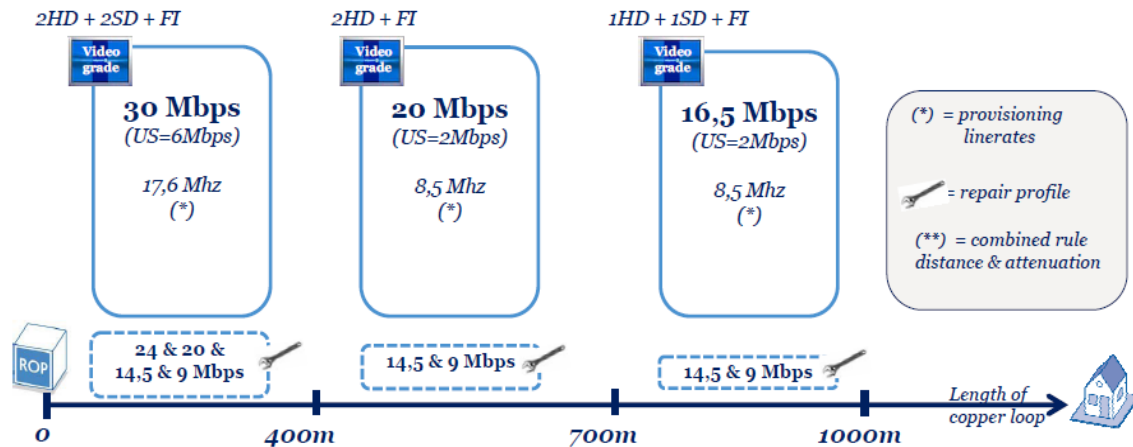 2HD + 2SD + FI
2HD + FI
1HD + 1SD + FI
Video
grade
30 Mbps
(US=6Mbps)
17,6 Mhz
(*)
Video
grade
20 Mbps
(US=2Mbps)
8,5 Mhz
(*)
Video
grade
16,5 Mbps
(US=2Mbps)
8,5 Mhz
(*)
(*) = provisioning
linerates
= repair profile
(**) = combined rule
distance & attenuation
ROP
24 & 20 &
14,5 & 9 Mbps
14,5 & 9 Mbps
14,5 & 9 Mbps
Length of
copper loop
0
400m
700m
1000m